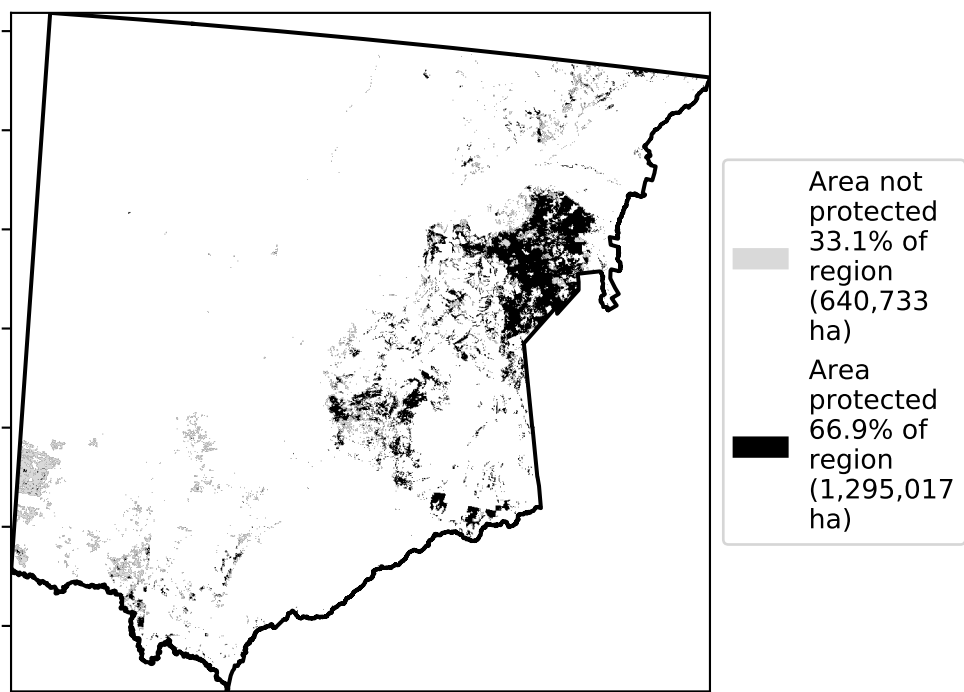 Area not
protected
33.1% of
region
(640,733
ha)
Area
protected
66.9% of
region
(1,295,017
ha)